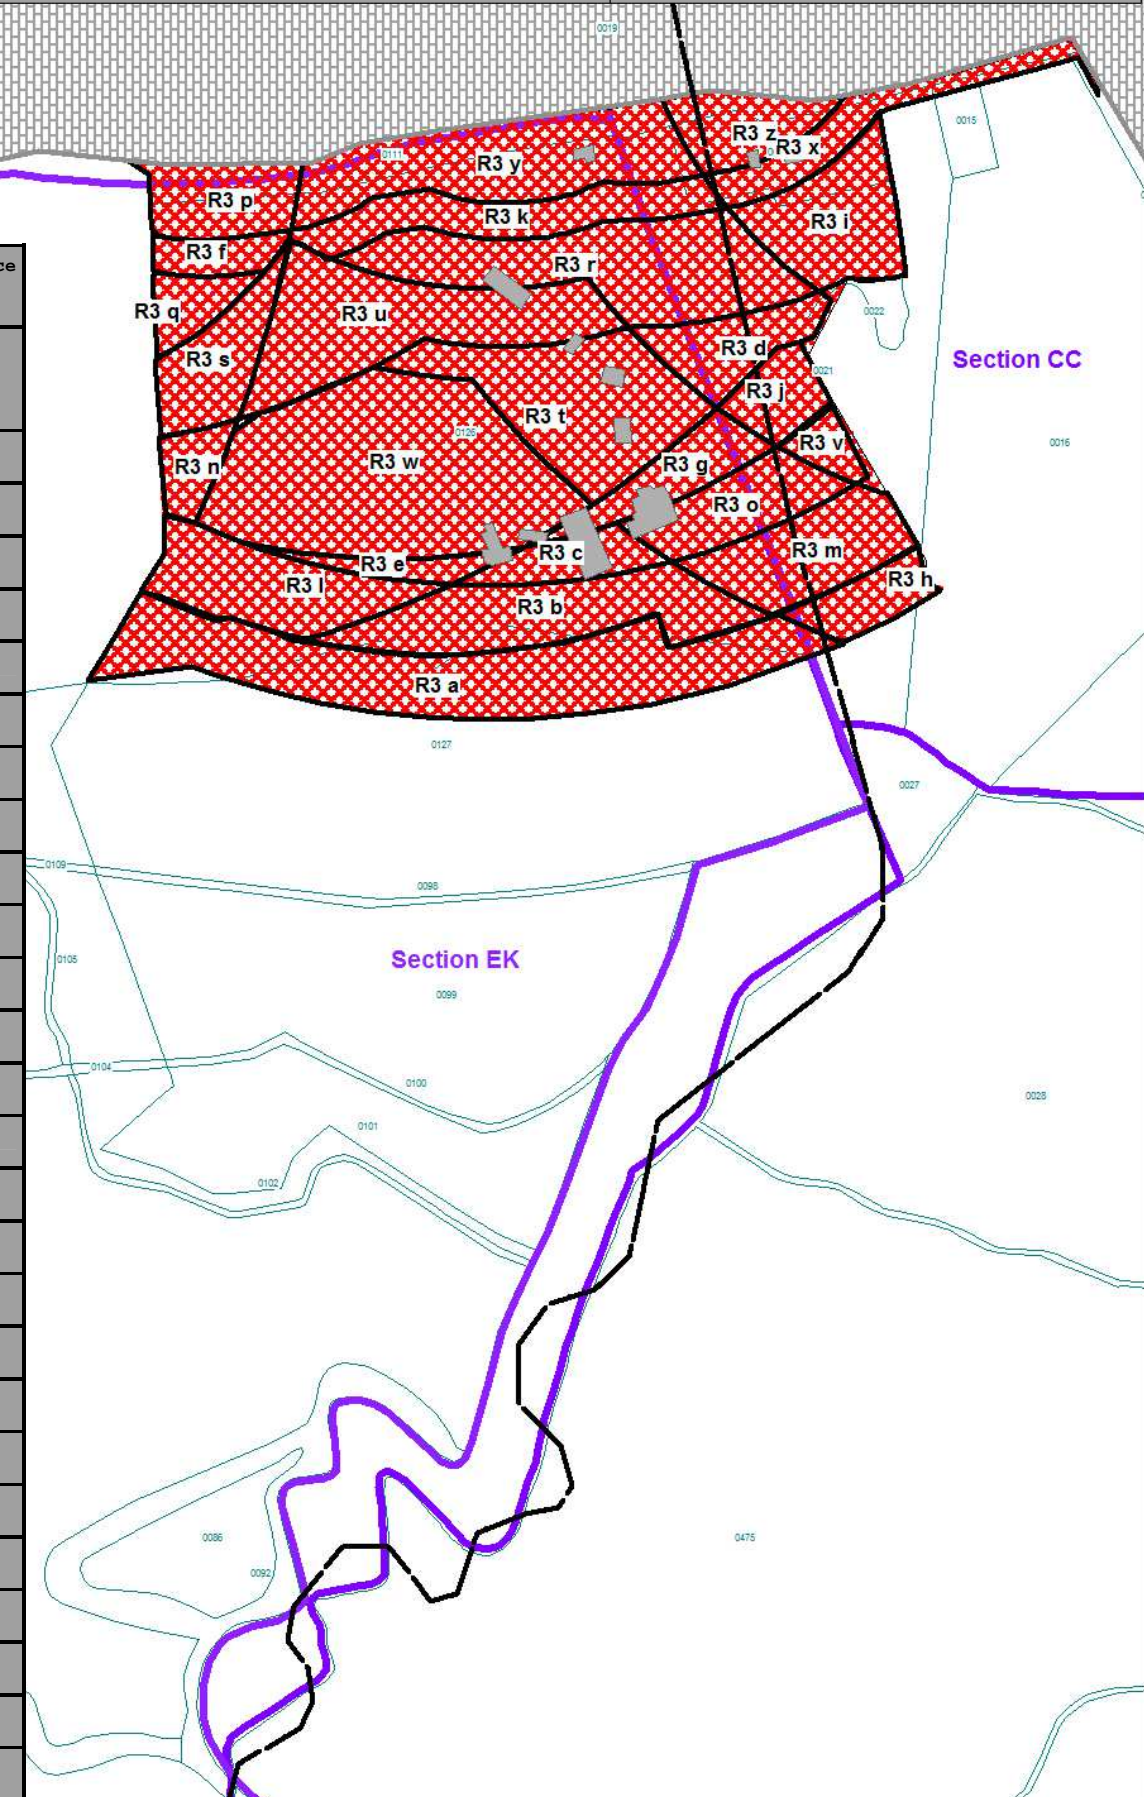 0019
0015
R3 z
R3 x
0111
R3 y
R3 p
R3 k
R3 i
R3 f
R3 r
ce
R3 q
R3 u
0022
R3 d
R3 s
Section CC
0021
R3 j
R3 t
0126
R3 v
0016
R3 w
R3 g
R3 n
R3 o
R3 c
R3 m
R3 e
R3 l
R3 h
R3 b
R3 a
0127
0027
0109
0098
Section EK
0105
0099
0104
0100
0028
0101
0102
0086
0475
0092